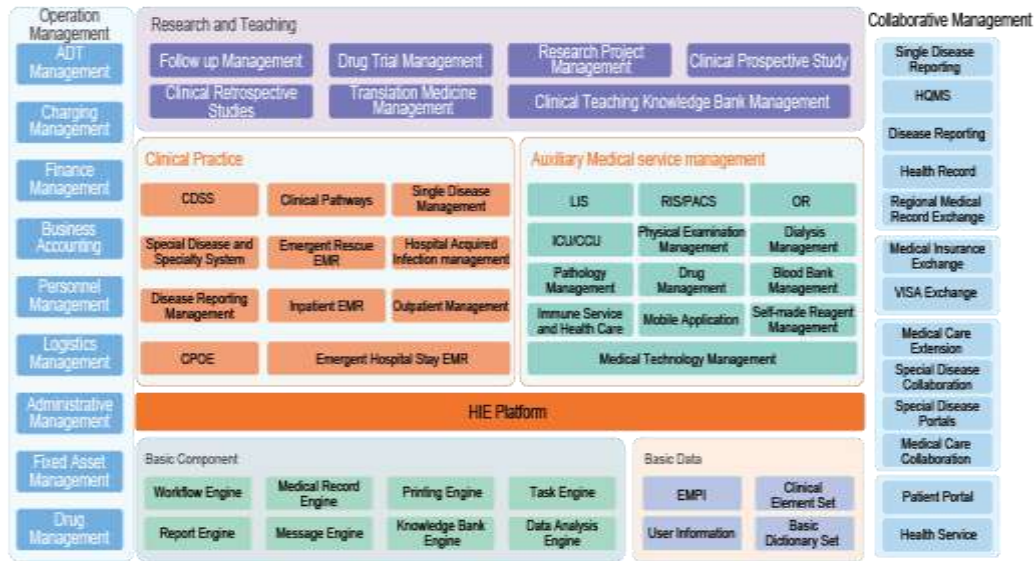 Operation
Management
ADT
Management
Charging
Management
Finance
Management
Business
Accounting
Personnel
Management
Logistics
Management
Administrative
Management
Fixed Asset
Management
Drug
Management
Research and Teaching
Follow up Management
Drug Trial Management
Research Project
Management
Clinical Prospective Study
Clinical Retrospective
Studies
Translation Medicine
Management
Clinical Teaching Knowledge Bank Management
Clinical Practice
CDSS
Clinical Pathways
Single Disease
Management
Special Disease and
Specialty System
Emergent Rescue
EMR
Hospital Acquired
Infection management
Disease Reporting
Management
Inpatient EMR
Outpatient Management
CPOE
Emergent Hospital Stay EMR
Auxiliary Medical service management
LIS
RIS/PACS
OR
ICU/CCU
Physical Examination
Management
Dialysis
Management
Pathology
Management
Drug
Management
Blood Bank
Management
Immune Service
and Health Care
Mobile Application
Self-made Reagent
Management
Medical Technology Management
HIE Platform
Basic Component
Workflow Engine
Medical Record
Engine
Printing Engine
Task Engine
Report Engine
Message Engine
Knowledge Bank
Engine
Data Analysis
Engine
Basic Data
EMPI
Clinical
Element Set
User Information
Basic
Dictionary Set
Collaborative Management
Single Disease
Reporting
HQMS
Disease Reporting
Health Record
Regional Medical
Record Exchange
Medical Insurance
Exchange
VISA Exchange
Medical Care
Extension
Special Disease
Collaboration
Special Disease
Portals
Medical Care
Collaboration
Patient Portal
Health Service